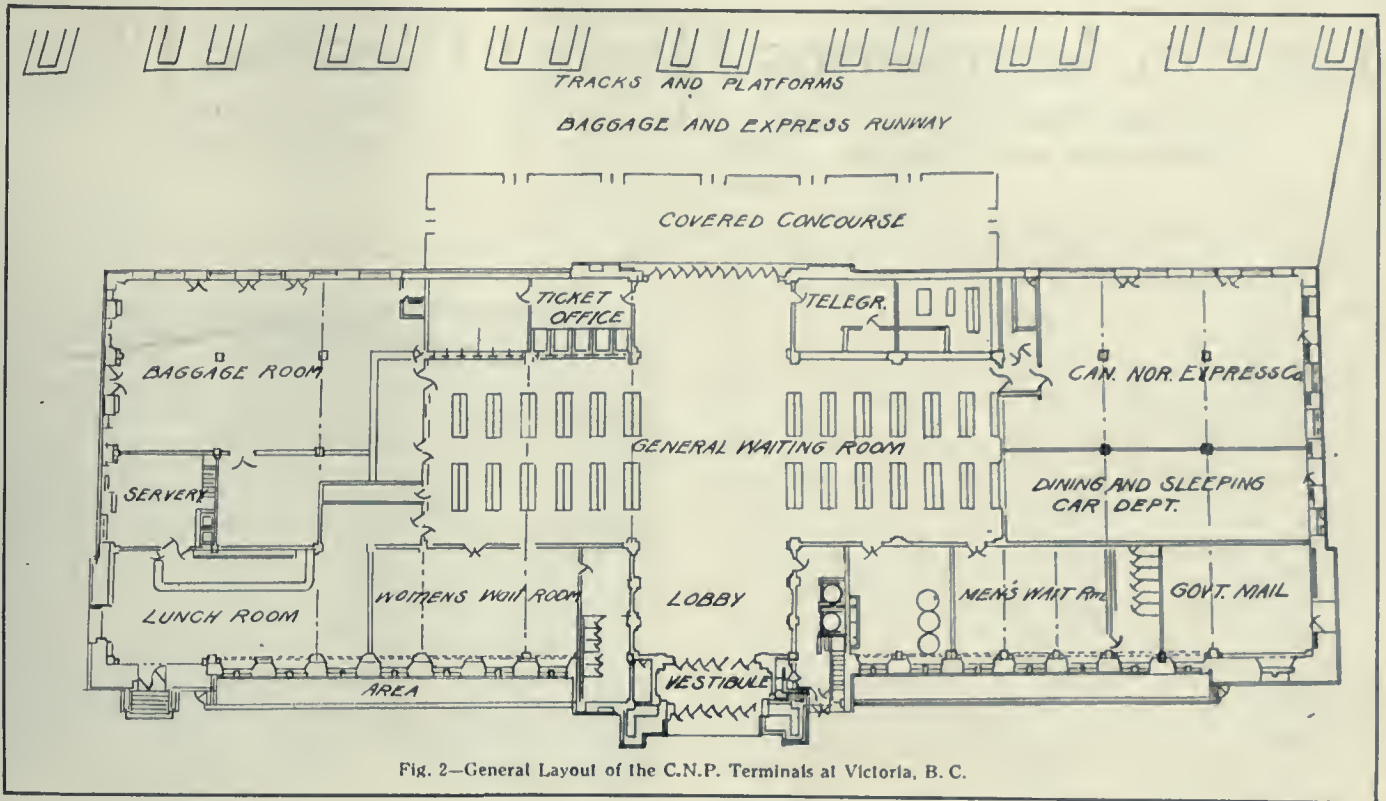 TRACKS AND PLATFORMS
BAGGAGE AND EXPRESS RUNWAY
COVERED CONCOURSE
TICKET
OFFICE
TELEGR.
BAGGAGE ROOM
CAN. NOR. EXPRESS Co
GENERAL WAITING ROOM
SERVERY
DINING AND SLEEPING
CAR DEPT.
LUNCH ROOM
WOMENS WAIT ROOM
LOBBY
MEN'S WAIT RM.
GOVT. MAIL
VESTIBULE
AREA
Fig. 2—General Layout of the C.N.P. Terminals at Victoria, B. C.